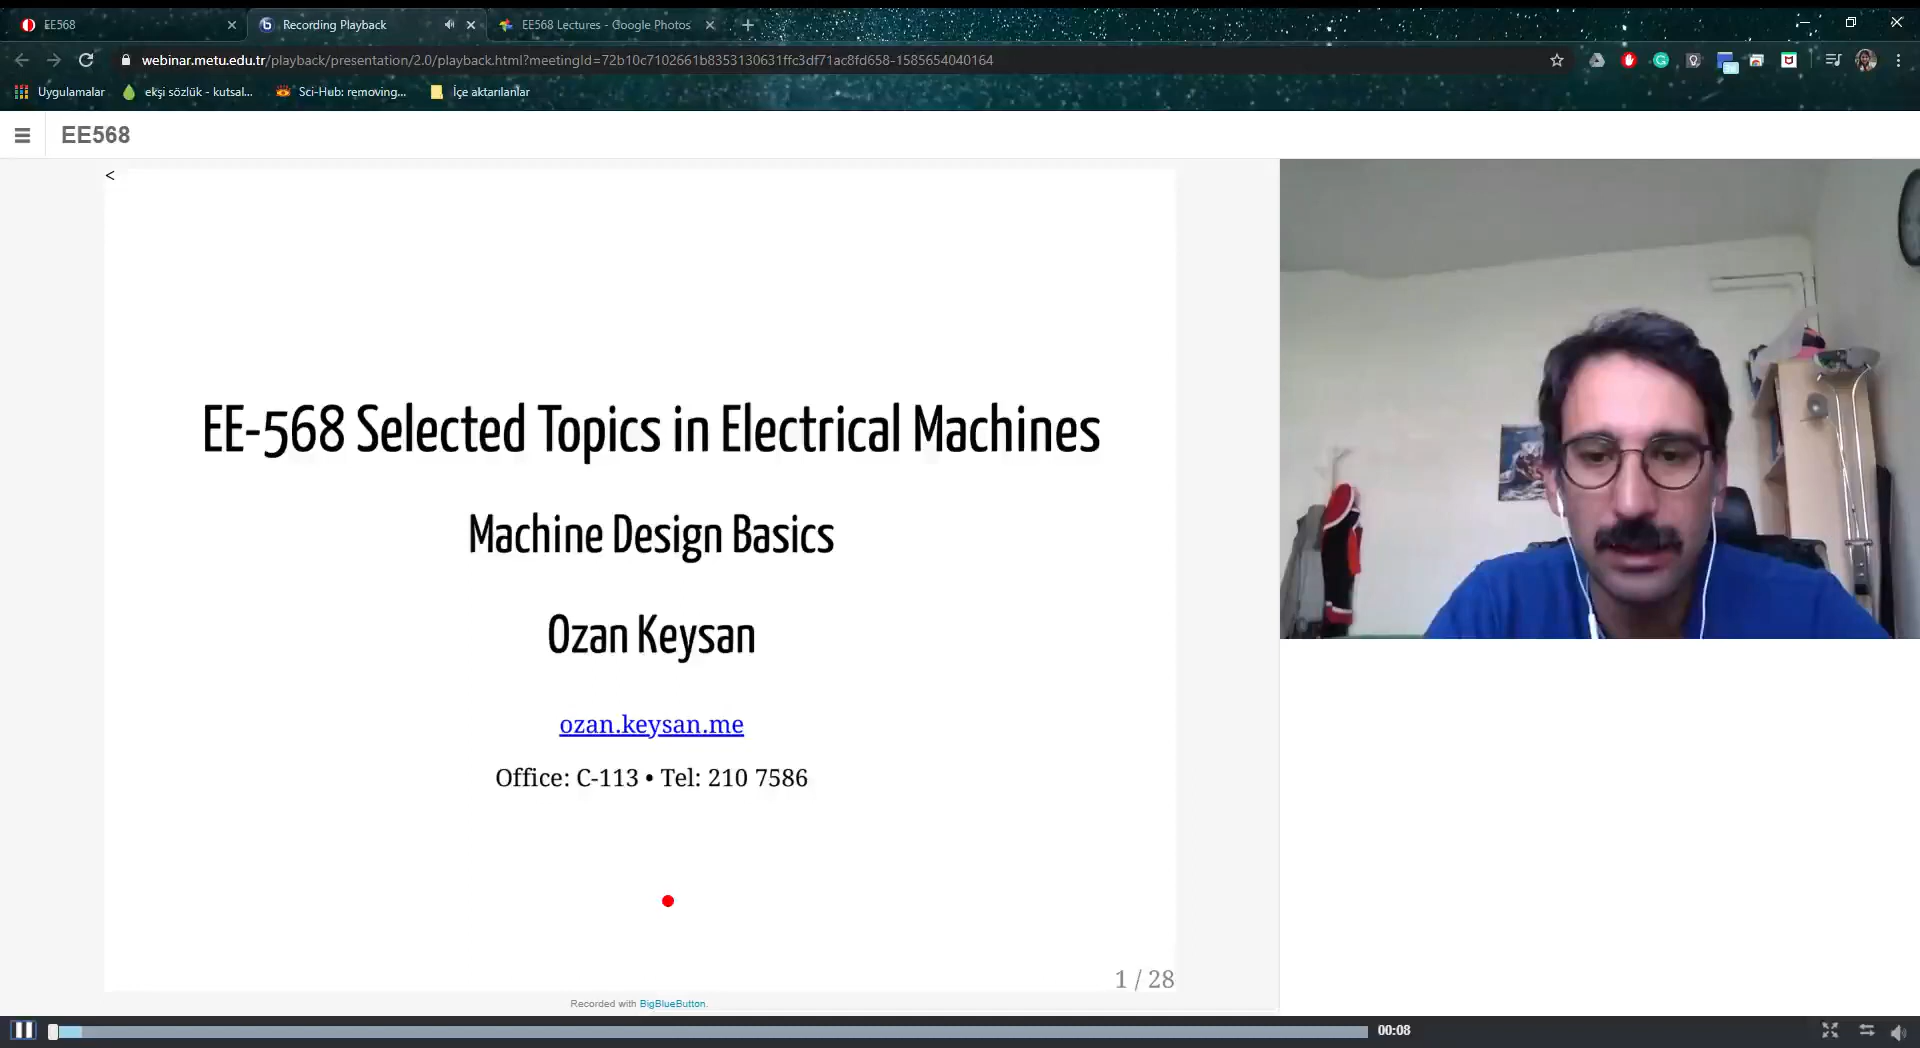 EE568
Recording Playback
EE568 Lectures - Google Photos
webinar.metu.edu.tr/playback/presentation/2.0/playback.html?meetingId=72b10c7102661b8353130631ffc3df71ac8fd658-1585654040164
Uygulamalar
ekşi sözlük - kutsal...
Sci-Hub: removing...
İçe aktarılanlar
EE568
<
EE-568 Selected Topics in Electrical Machines
Machine Design Basics
Ozan Keysan
ozan.keysan.me
Office: C-113 • Tel: 210 7586
1 / 28
Recorded with BigBlueButton.
00:08